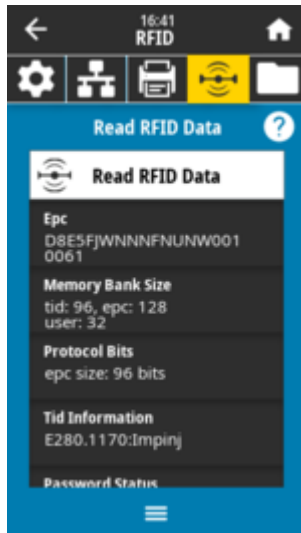 16:41
RFID
Read RFID Data
?
Read RFID Data
Epc
D8E5FJWNNNFNUNW001
0061
Memory Bank Size
tid: 96, epc: 128
user: 32
Protocol Bits
epc size: 96 bits
Tid Information
E280.1170:Impinj
Password Status